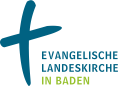 EVANGELISCHE
LANDESKIRCHE
IN BADEN